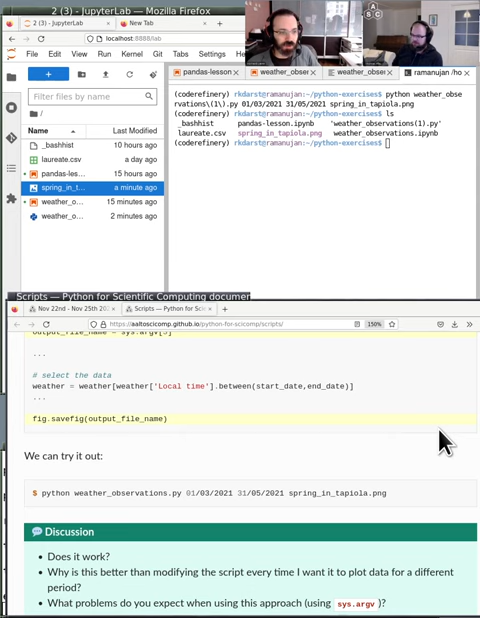 2 (3) - JupyterLab — Mozilla Firefox
2 (3) - JupyterLab
New Tab
localhost:8888/lab
File Edit View Run Kernel Git Tabs Settings Help
Filter files by name
/
Name Last Modified
_bashhist 10 hours ago
laureate.csv a day ago
pandas-les... 15 hours ago
spring_in_t... a minute ago
weather_o... 15 minutes ago
weather_o... 2 minutes ago
pandas-lesson
weather_obser
weather_obser
ramanujan: /ho
(coderefinery) rkdarst@ramanujan:~/python-exercises$ python weather_obse
rvations\(1\).py 01/03/2021 31/05/2021 spring_in_tapiola.png
(coderefinery) rkdarst@ramanujan:~/python-exercises$ ls
_bashhist pandas-lesson.ipynb 'weather_observations(1).py'
laureate.csv spring_in_tapiola.png weather_observations.ipynb
(coderefinery) rkdarst@ramanujan:~/python-exercises$
Scripts — Python for Scientific Computing documen
Nov 22nd - Nov 25th 202
Scripts — Python for Scie
https://aaltoscicomp.github.io/python-for-scicomp/scripts/
150%
output_file_name = sys.argv[3]
...
# select the data
weather = weather[weather['Local time'].between(start_date,end_date)]
...
fig.savefig(output_file_name)
We can try it out:
$ python weather_observations.py 01/03/2021 31/05/2021 spring_in_tapiola.png
Discussion
Does it work?
Why is this better than modifying the script every time I want it to plot data for a different
period?
What problems do you expect when using this approach (using sys.argv )?